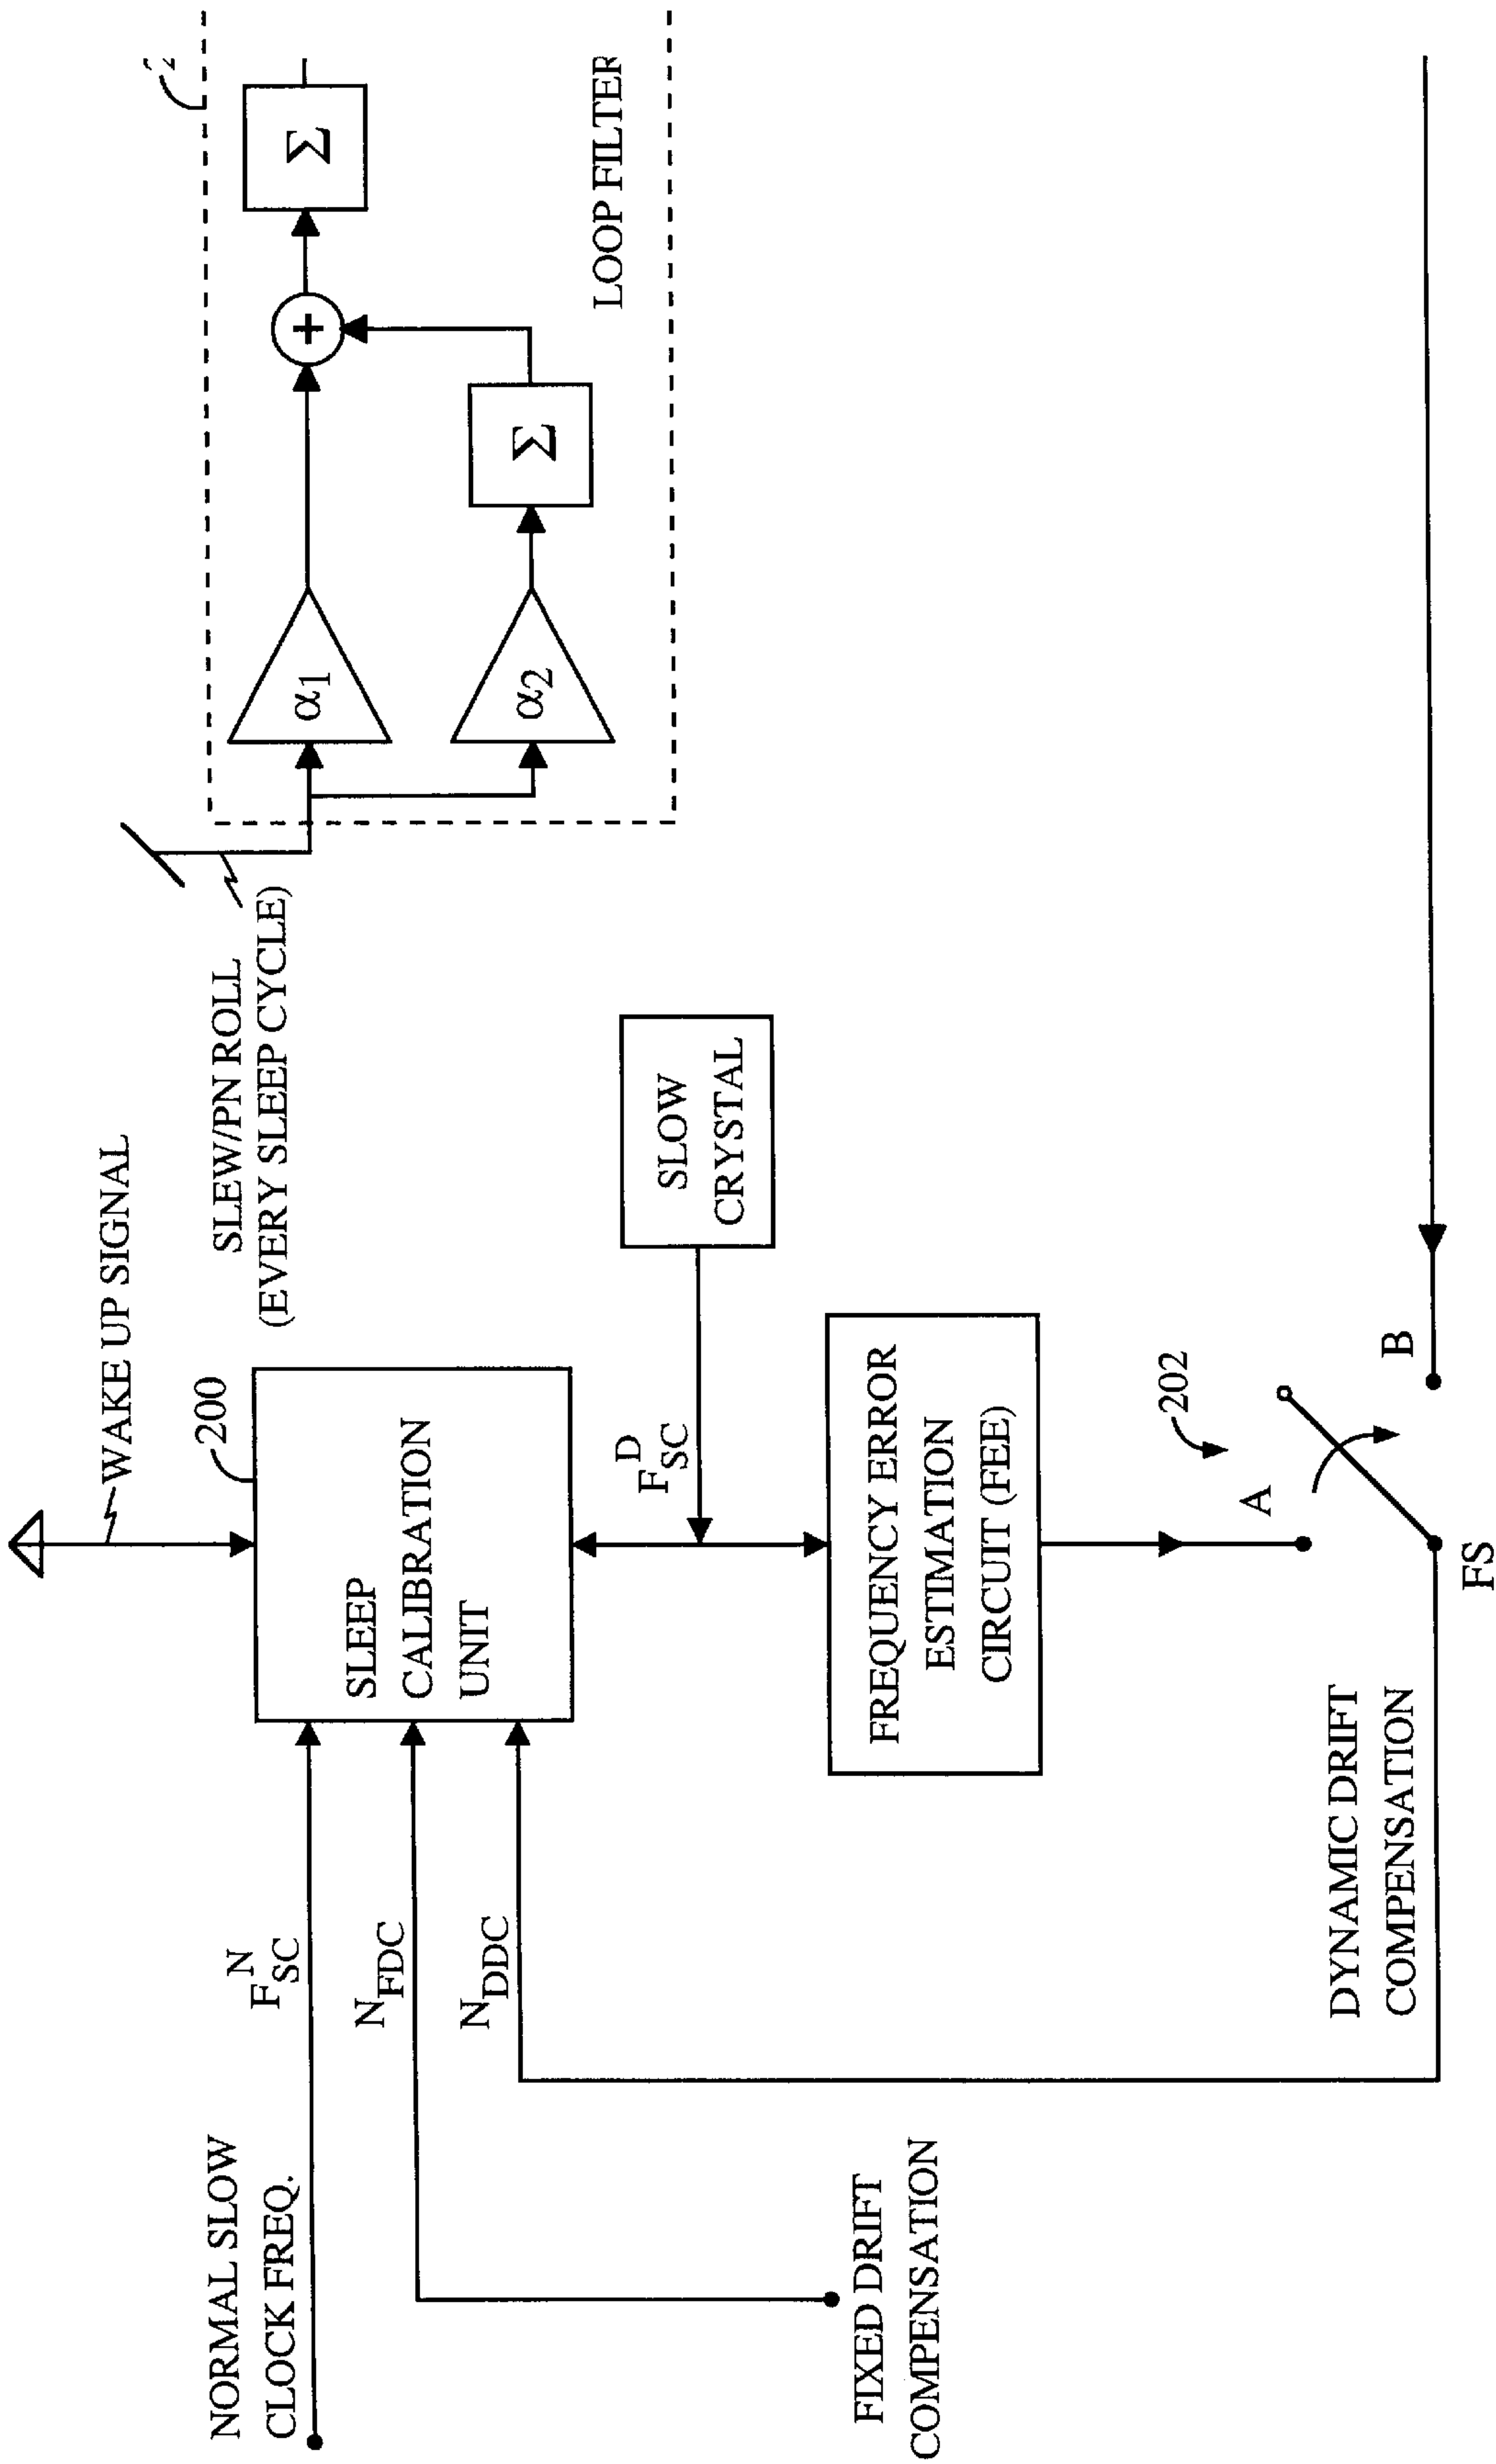 WAKE UP SIGNAL
200
NORMAL SLOW
CLOCK FREQ.
F^N_SC
N_FDC
N_DDC
SLEEP
CALIBRATION
UNIT
SLEW/PN ROLL
(EVERY SLEEP CYCLE)
α1
α2
+
Σ
Σ
LOOP FILTER
SLOW
CRYSTAL
F^D_SC
FREQUENCY ERROR
ESTIMATION
CIRCUIT (FEE)
FIXED DRIFT
COMPENSATION
DYNAMIC DRIFT
COMPENSATION
A
202
B
FS